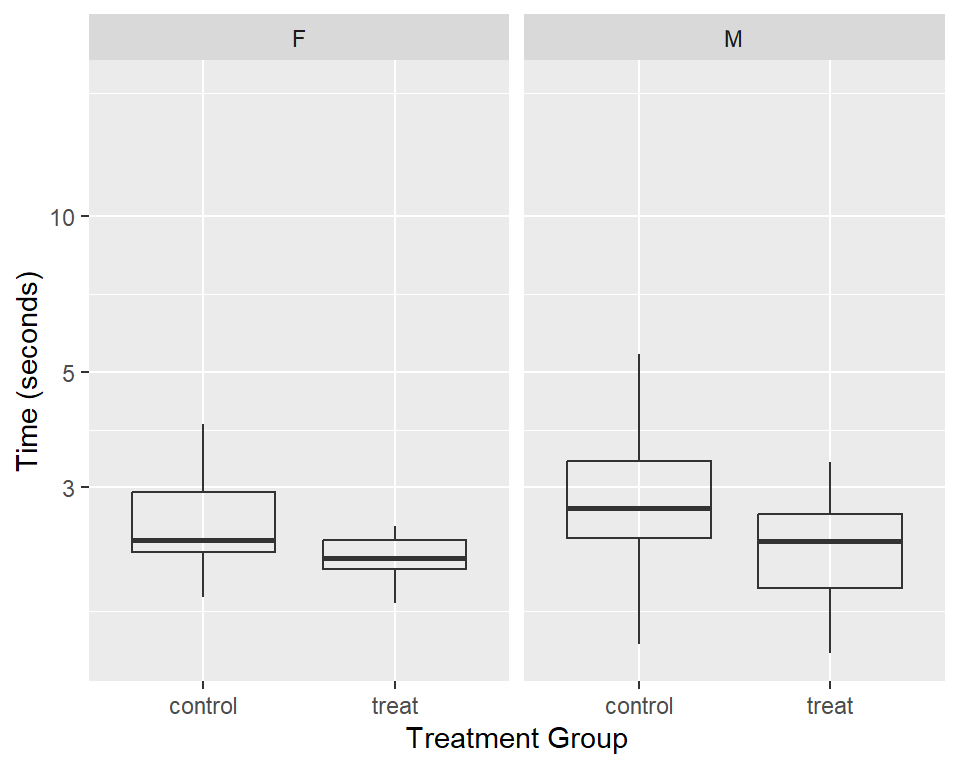 F
M
Time (seconds)
10
5
3
control
treat
control
treat
Treatment Group